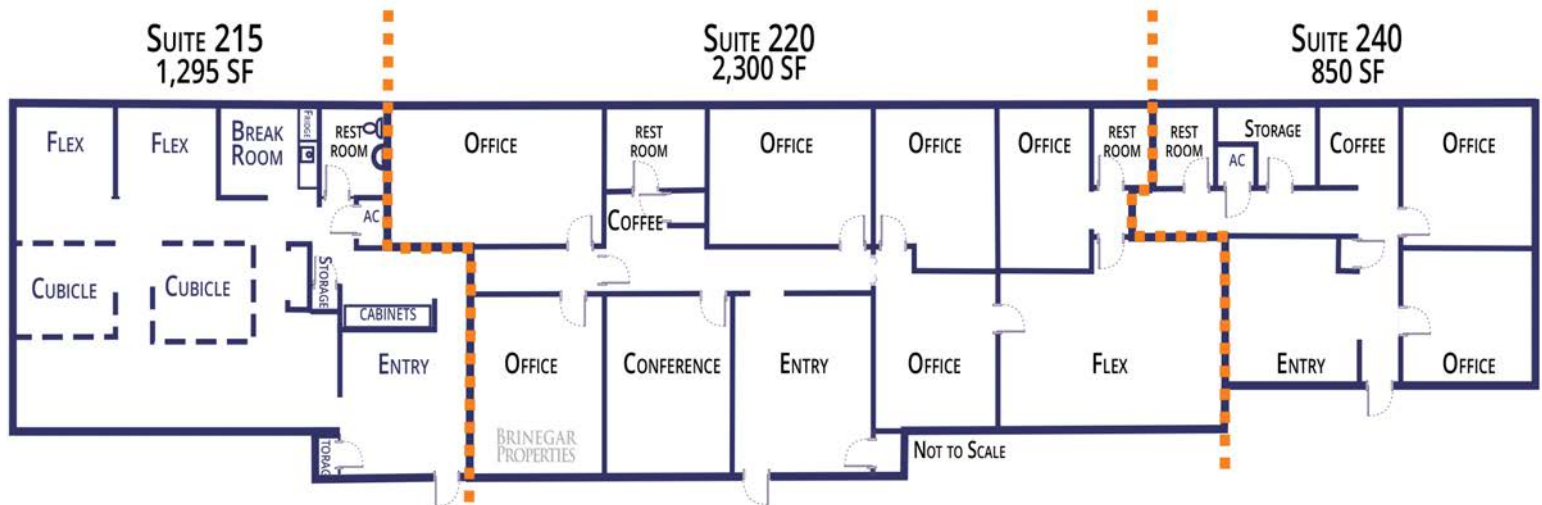 SUITE 215
1,295 SF
SUITE 220
2,300 SF
SUITE 240
850 SF
FLEX
FLEX
BREAK
ROOM
FRIDGE
REST
ROOM
AC
CUBICLE
CUBICLE
STORAGE
CABINETS
ENTRY
STORAG
OFFICE
REST
ROOM
COFFEE
OFFICE
OFFICE
OFFICE
REST
ROOM
OFFICE
CONFERENCE
ENTRY
OFFICE
FLEX
BRINEGAR
PROPERTIES
NOT TO SCALE
REST
ROOM
AC
STORAGE
COFFEE
OFFICE
ENTRY
OFFICE